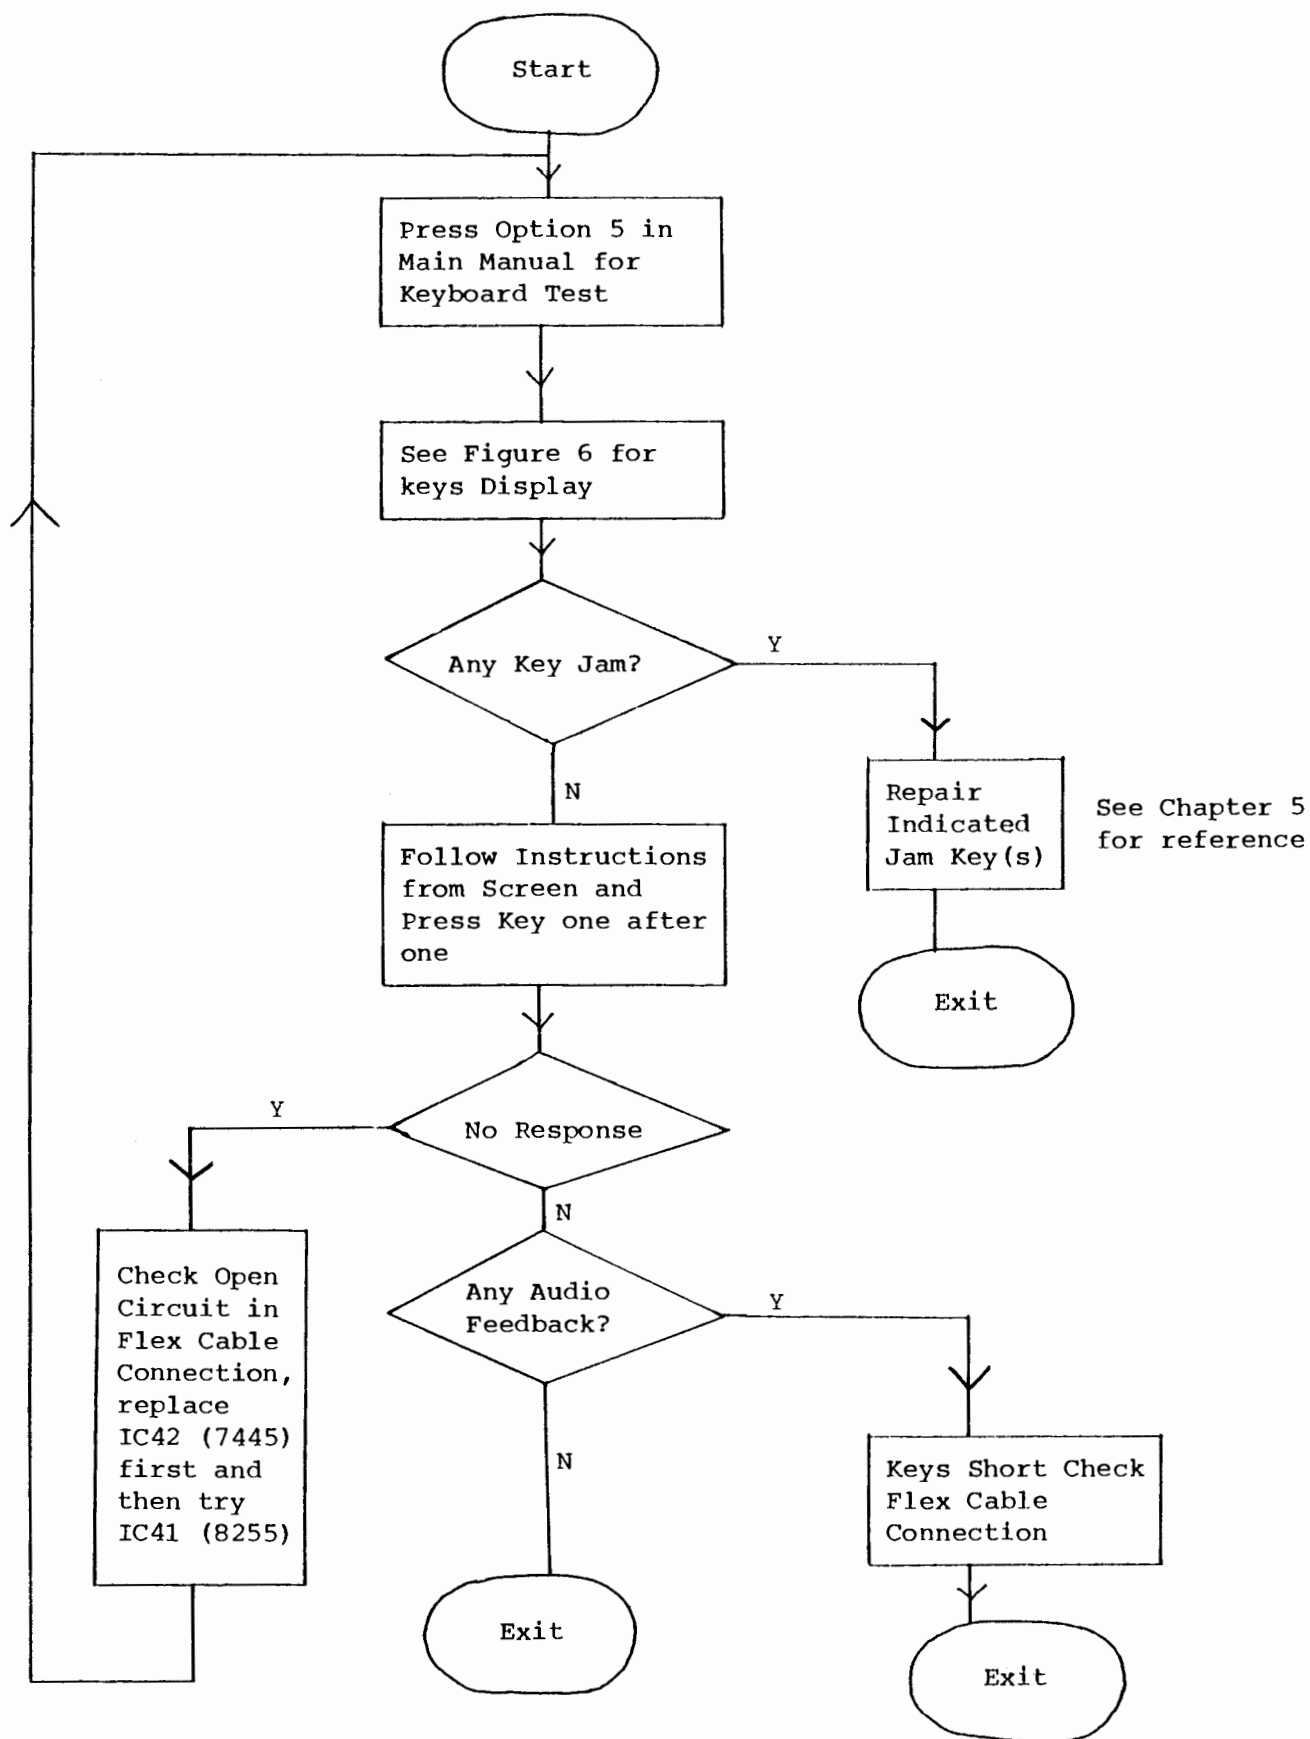 Start
Press Option 5 in
Main Manual for
Keyboard Test
See Figure 6 for
keys Display
Any Key Jam?
Y
N
Repair
Indicated
Jam Key(s)
See Chapter 5
for reference
Exit
Follow Instructions
from Screen and
Press Key one after
one
No Response
Y
N
Check Open
Circuit in
Flex Cable
Connection,
replace
IC42 (7445)
first and
then try
IC41 (8255)
Any Audio
Feedback?
Y
N
Keys Short Check
Flex Cable
Connection
Exit
Exit